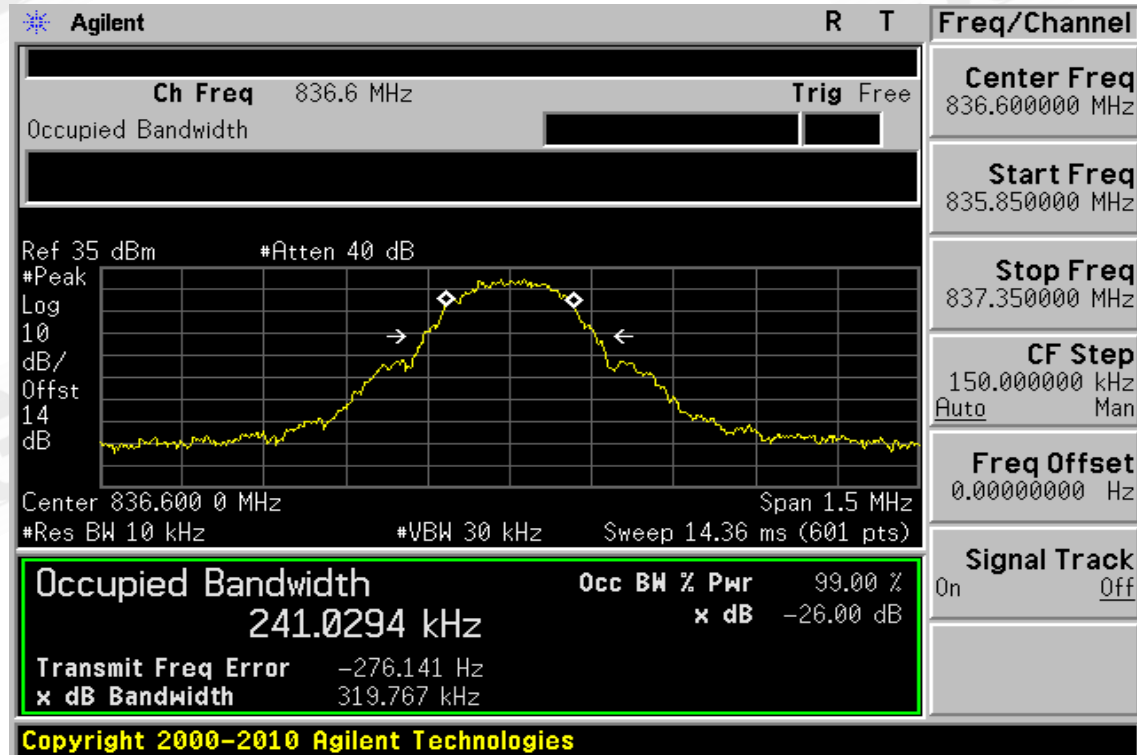 Agilent R T
Ch Freq 836.6 MHz Trig Free
Occupied Bandwidth
Ref 35 dBm #Atten 40 dB
#Peak
Log
10
dB/
Offst
14
dB
Center 836.600 0 MHz Span 1.5 MHz
#Res BW 10 kHz #VBW 30 kHz Sweep 14.36 ms (601 pts)
Occupied Bandwidth
241.0294 kHz
Occ BW % Pwr 99.00 %
x dB -26.00 dB
Transmit Freq Error -276.141 Hz
x dB Bandwidth 319.767 kHz
Copyright 2000-2010 Agilent Technologies
Freq/Channel
Center Freq
836.600000 MHz
Start Freq
835.850000 MHz
Stop Freq
837.350000 MHz
CF Step
150.000000 kHz
Auto Man
Freq Offset
0.00000000 Hz
Signal Track
On Off